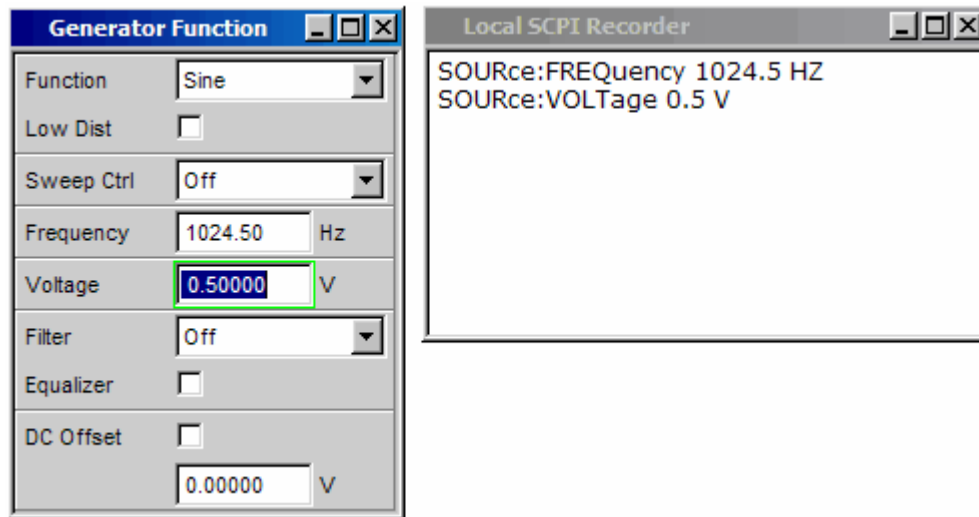 Generator Function
Function Sine
Low Dist
Sweep Ctrl Off
Frequency 1024.50 Hz
Voltage 0.50000 V
Filter Off
Equalizer
DC Offset
0.00000 V
Local SCPI Recorder
SOURce:FREQuency 1024.5 HZ
SOURce:VOLTage 0.5 V